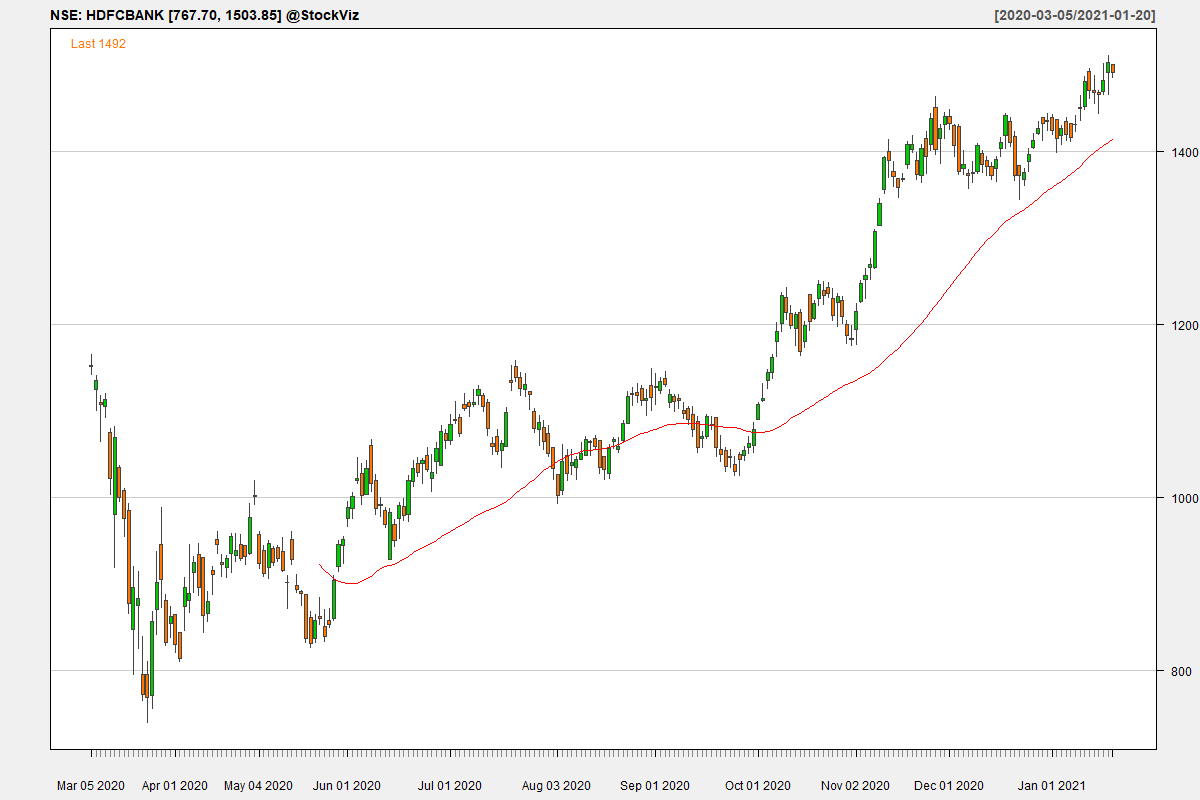 NSE: HDFCBANK [767.70, 1503.85] @StockViz [2020-03-05/2021-01-20]
Last 1492
1400
1200
1000
800
Mar 05 2020 Apr 01 2020 May 04 2020 Jun 01 2020 Jul 01 2020 Aug 03 2020 Sep 01 2020 Oct 01 2020 Nov 02 2020 Dec 01 2020 Jan 01 2021